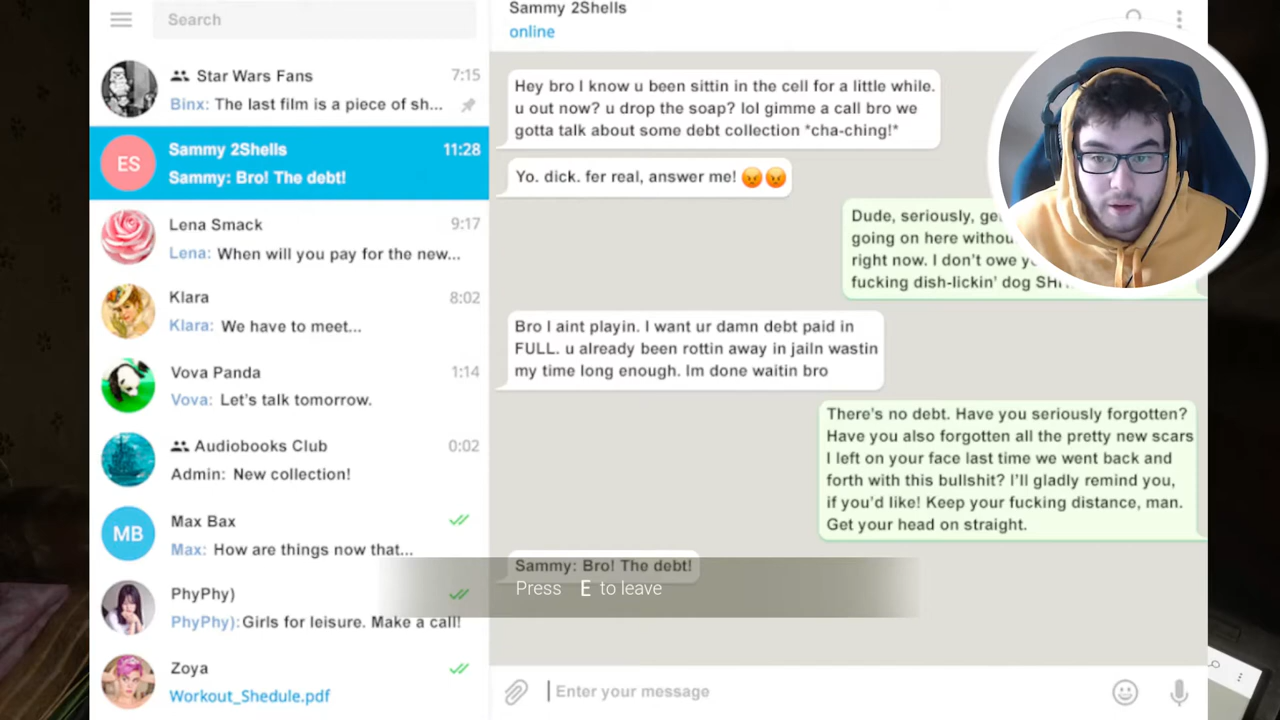 Search
Star Wars Fans 7:15
Binx: The last film is a piece of sh...
Sammy 2Shells 11:28
Sammy: Bro! The debt!
Lena Smack 9:17
Lena: When will you pay for the new...
Klara 8:02
Klara: We have to meet...
Vova Panda 1:14
Vova: Let's talk tomorrow.
Audiobooks Club 0:02
Admin: New collection!
MB
Max Bax
Max: How are things now that...
PhyPhy)
PhyPhy): Girls for leisure. Make a call!
Zoya
Workout_Shedule.pdf
ES
Sammy 2Shells
online
Hey bro I know u been sittin in the cell for a little while.
u out now? u drop the soap? lol gimme a call bro we
gotta talk about some debt collection *cha-ching!*
Yo. dick. fer real, answer me!
Dude, seriously,
going on here
right now. I don't owe
fucking dish-lickin' dog
Bro I aint playin. I want ur damn debt paid in
FULL. u already been rottin away in jailn wastin
my time long enough. Im done waitin bro
There's no debt. Have you seriously forgotten?
Have you also forgotten all the pretty new scars
I left on your face last time we went back and
forth with this bullshit? I'll gladly remind you,
if you'd like! Keep your fucking distance, man.
Get your head on straight.
Sammy: Bro! The debt!
Press E to leave
Enter your message